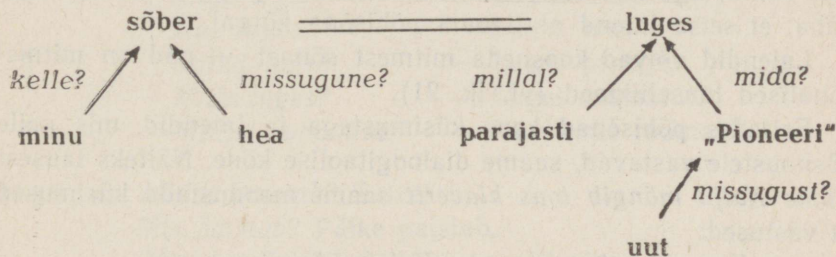 sõber luges
kelle? missugune? millal? mida?
minu hea parajasti „Pioneeri“
missugust?
uut